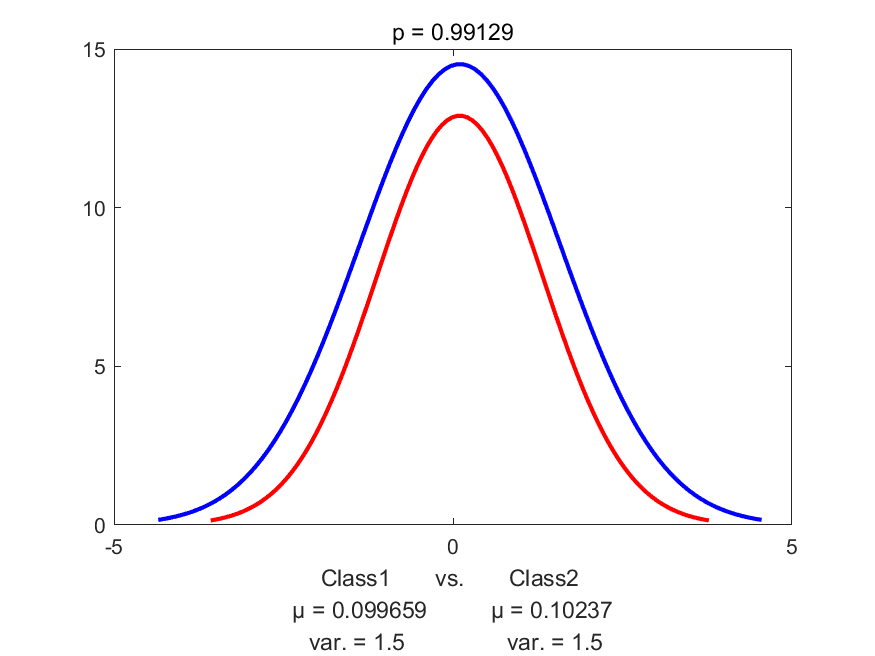 p = 0.99129
15
10
5
0
-5 0 5
Class1 vs. Class2
μ = 0.099659 μ = 0.10237
var. = 1.5 var. = 1.5